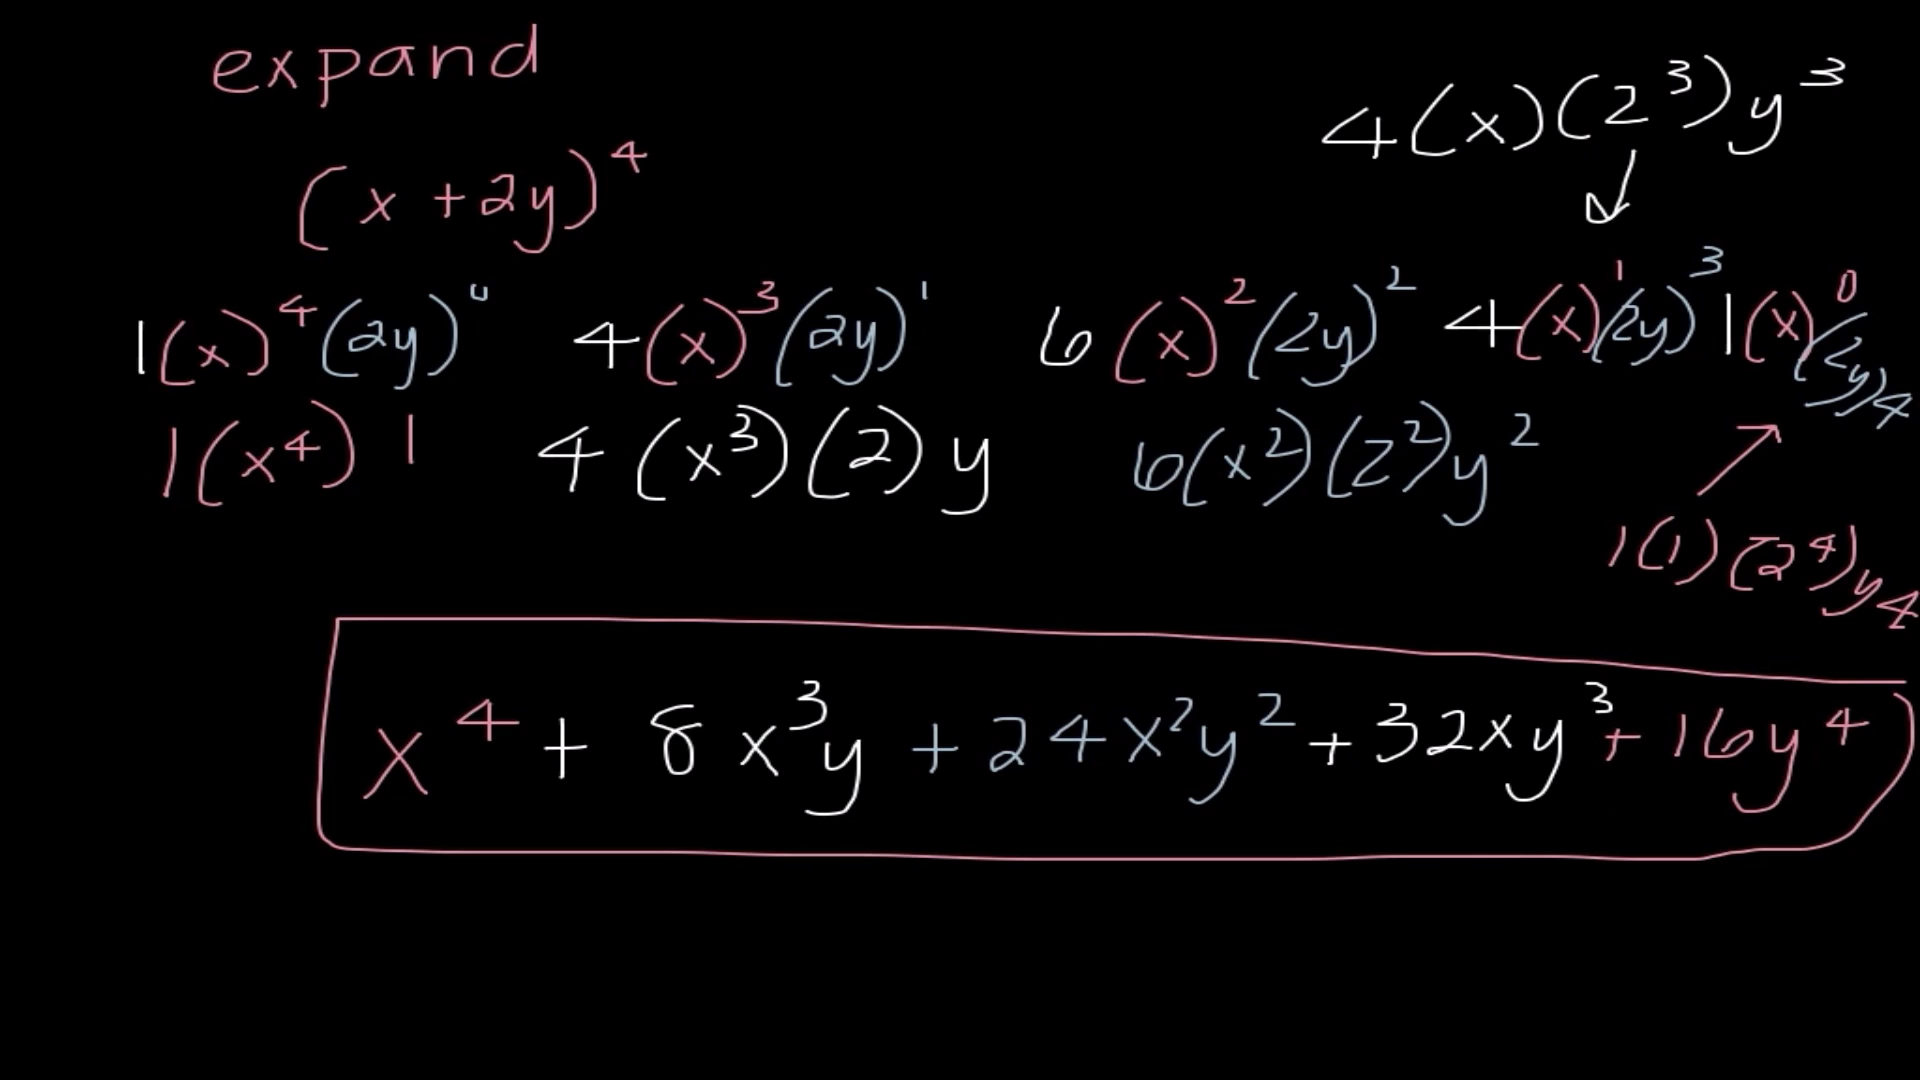 expand
4(x)(2³)y³
(x+2y)⁴
1(x)⁴(2y)⁰ 4(x)³(2y)¹ 6(x)²(2y)² 4(x)¹(2y)³ 1(x)⁰(2y)4
1(x⁴)1 4(x³)(2)y 6(x²)(2²)y²
1(1)(2⁴)y4
x⁴+8x³y+24x²y²+32xy³+16y⁴